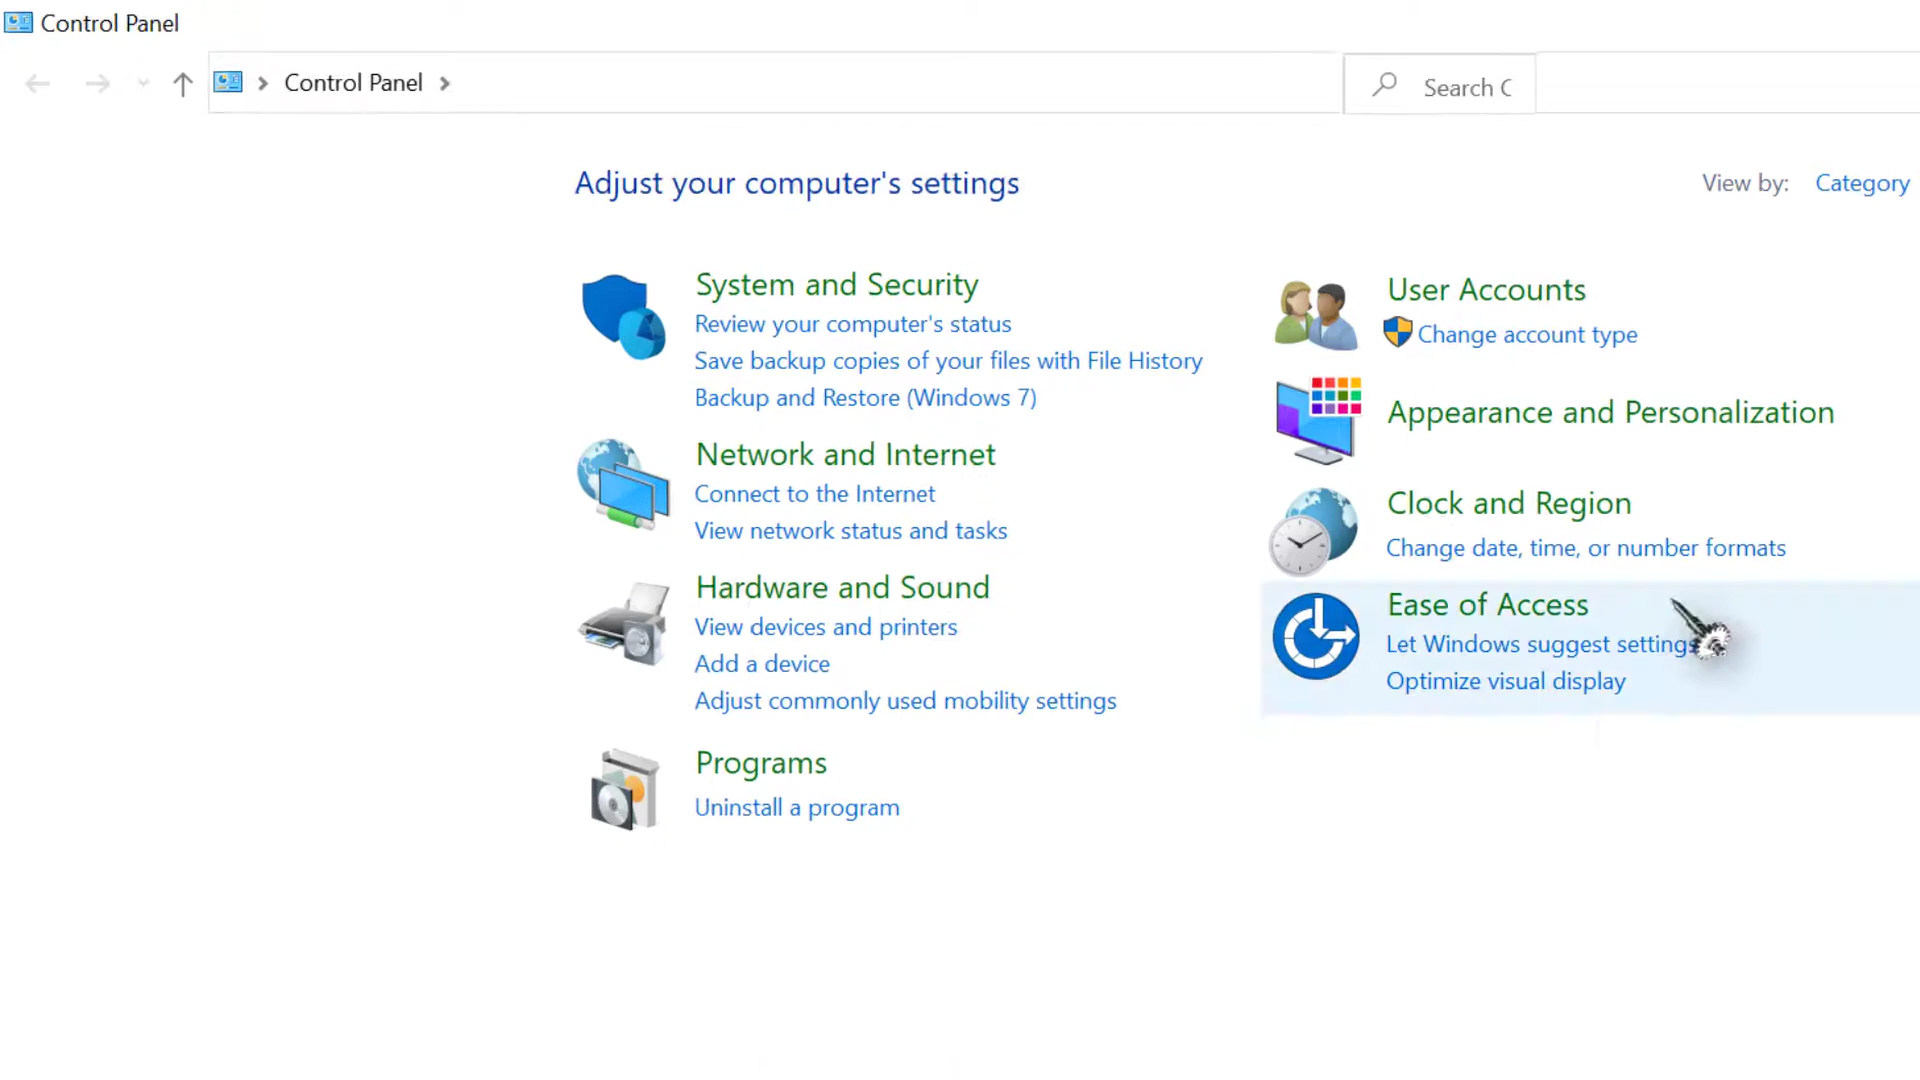 Control Panel
Control Panel
Search C
Adjust your computer's settings
View by: Category
System and Security
Review your computer's status
Save backup copies of your files with File History
Backup and Restore (Windows 7)
Network and Internet
Connect to the Internet
View network status and tasks
Hardware and Sound
View devices and printers
Add a device
Adjust commonly used mobility settings
Programs
Uninstall a program
User Accounts
Change account type
Appearance and Personalization
Clock and Region
Change date, time, or number formats
Ease of Access
Let Windows suggest settings
Optimize visual display